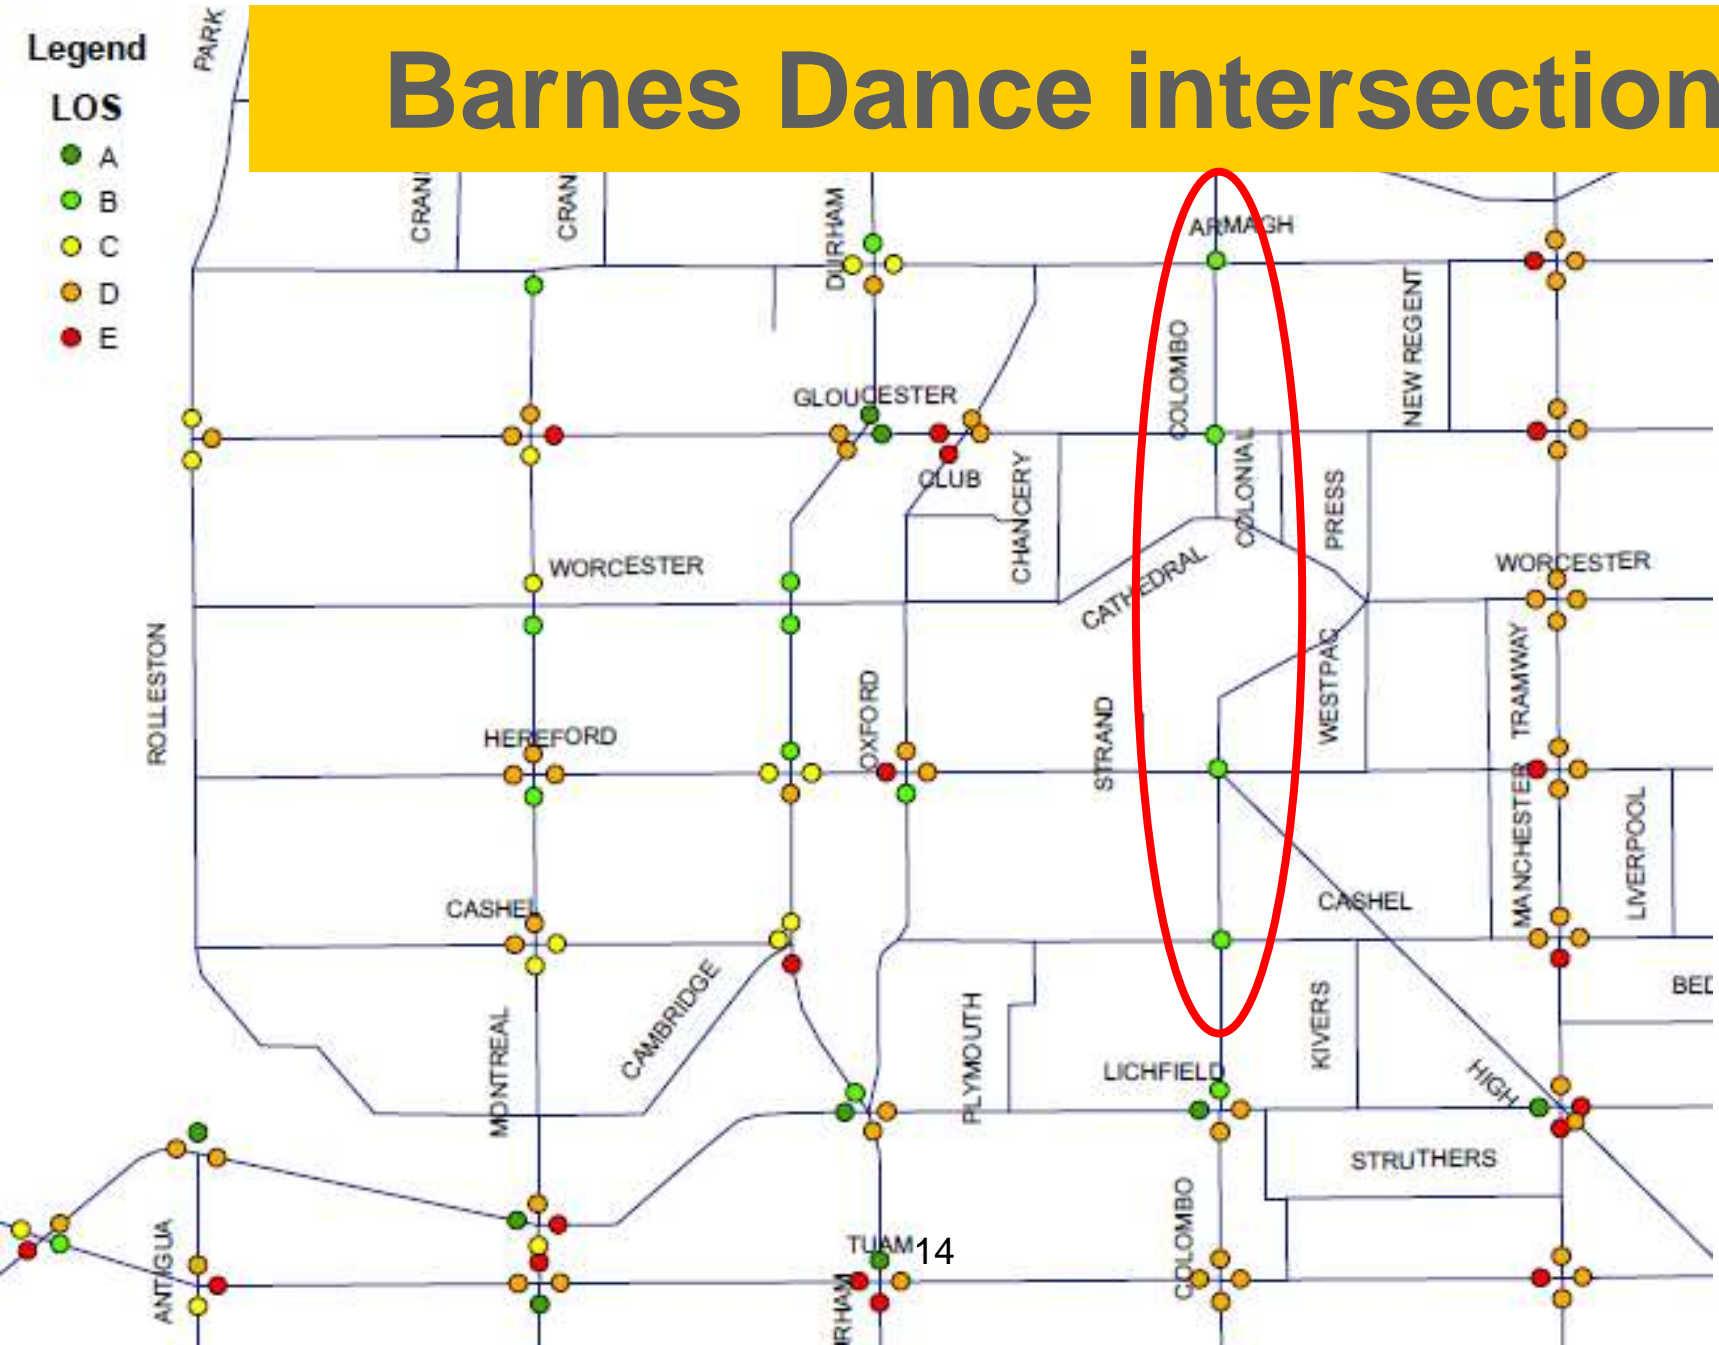 Legend
LOS
A
B
C
D
E
PARK
Barnes Dance intersection
CRAN
CRAN
DURHAM
ARMAGH
NEW REGENT
COLOMBO
GLOUCESTER
CLUB
CHANCERY
COLONIAL
PRESS
WORCESTER
WORCESTER
CATHEDRAL
ROLLESTON
HEREFORD
OXFORD
STRAND
WESTPAC
TRAMWAY
MANCHESTER
LIVERPOOL
CASHEL
CASHEL
CAMBRIDGE
MONTREAL
PLYMOUTH
KIVERS
BED
LICHFIELD
HIGH
STRUTHERS
ANTIGUA
TUAM
14
COLOMBO
RHAM